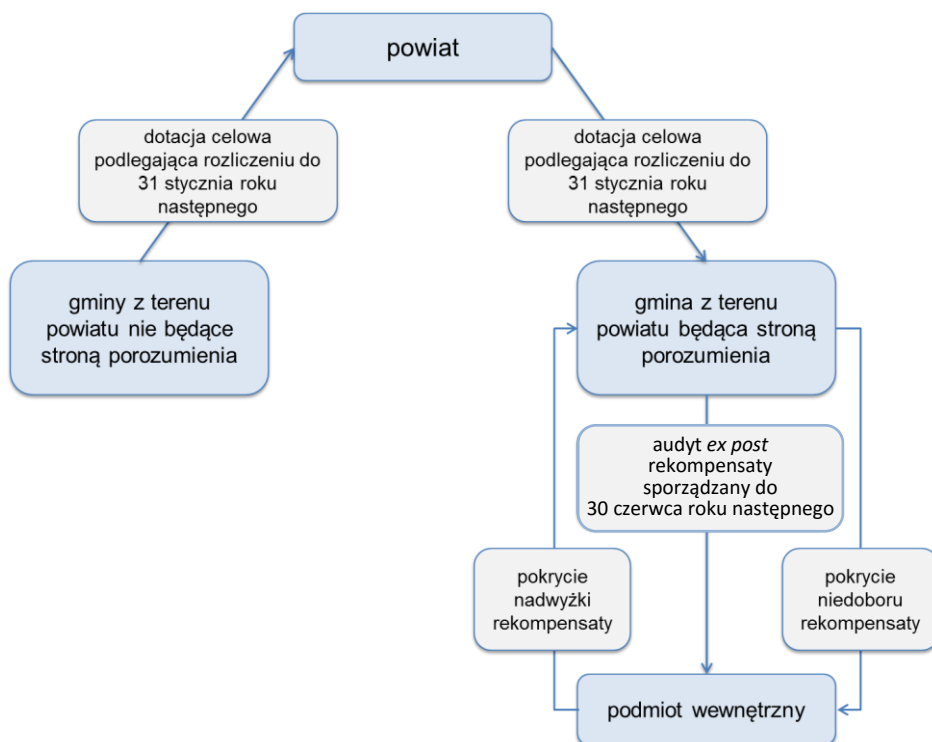 powiat
dotacja celowa
podlegająca rozliczeniu do
31 stycznia roku
następnego
dotacja celowa
podlegająca rozliczeniu do
31 stycznia roku
następnego
gminy z terenu
powiatu nie będące
stroną porozumienia
gmina z terenu
powiatu będąca stroną
porozumienia
audyt ex post
rekompensaty
sporządzany do
30 czerwca roku następnego
pokrycie
nadwyżki
rekompensaty
pokrycie
niedoboru
rekompensaty
podmiot wewnętrzny